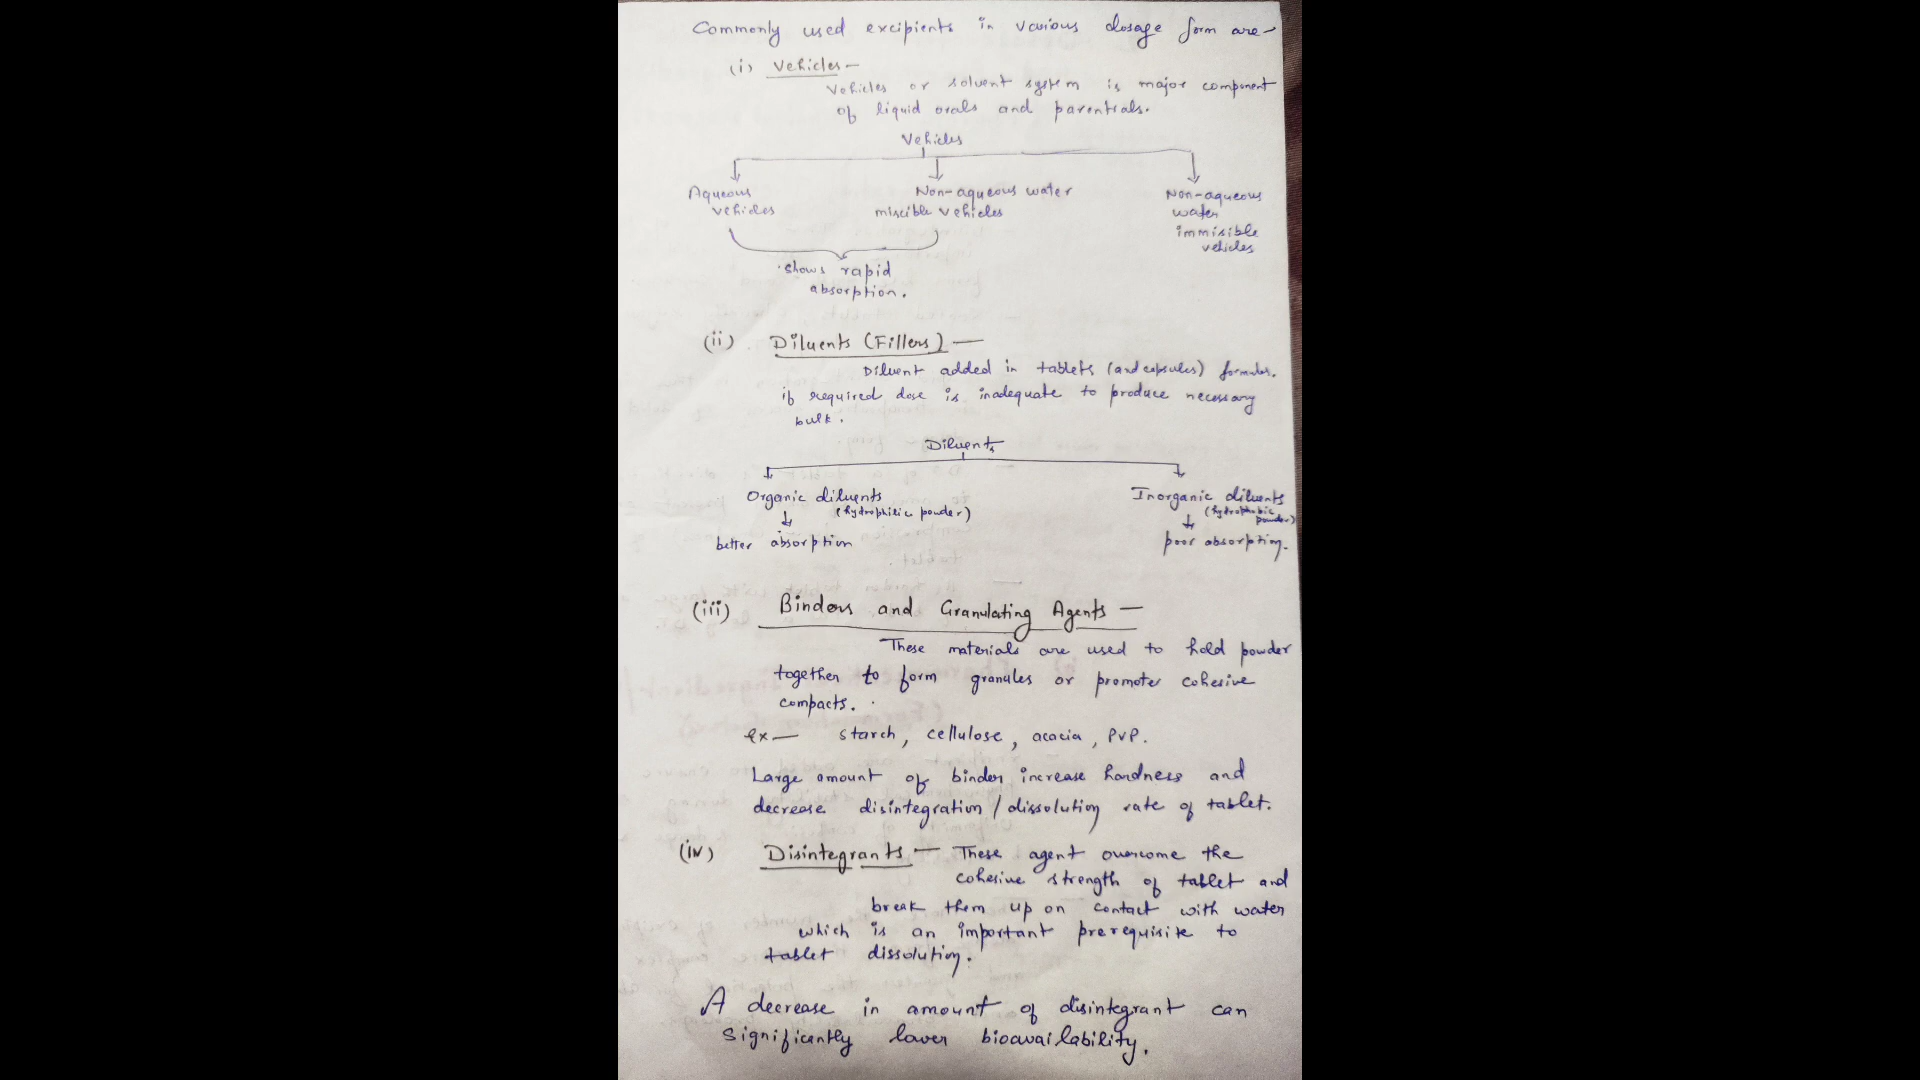 Commonly used excipients in various dosage form are-
(i) Vehicles-
Vehicles or solvent system is major component
of liquid orals and parentrals.
Vehicles
Aqueous
vehicles
Non-aqueous water
miscible vehicles
Non-aqueous
water
immisible
vehicles
shows rapid
absorption.
(ii) Diluents (Fillers) -
Diluent added in tablets (and capsules)
if required dose is inadequate to produce necessary
bulk.
Diluents
Organic diluents
(hydrophilic powder)
better absorption
Inorganic diluents
(hydrophobic
powder)
poor absorption.
(iii) Binders and Granulating Agents -
These materials are used to hold powder
together to form granules or promoter cohesive
compacts.
ex- starch, cellulose, acacia, PVP.
Large amount of binder increase hardness and
decrease disintegration/dissolution rate of tablet.
(iv) Disintegrants - These agent overcome the
cohesive strength of tablet and
break them up on contact with water
which is an important prerequisite to
tablet dissolution.
A decrease in amount of disintegrant can
significantly lower bioavailability.